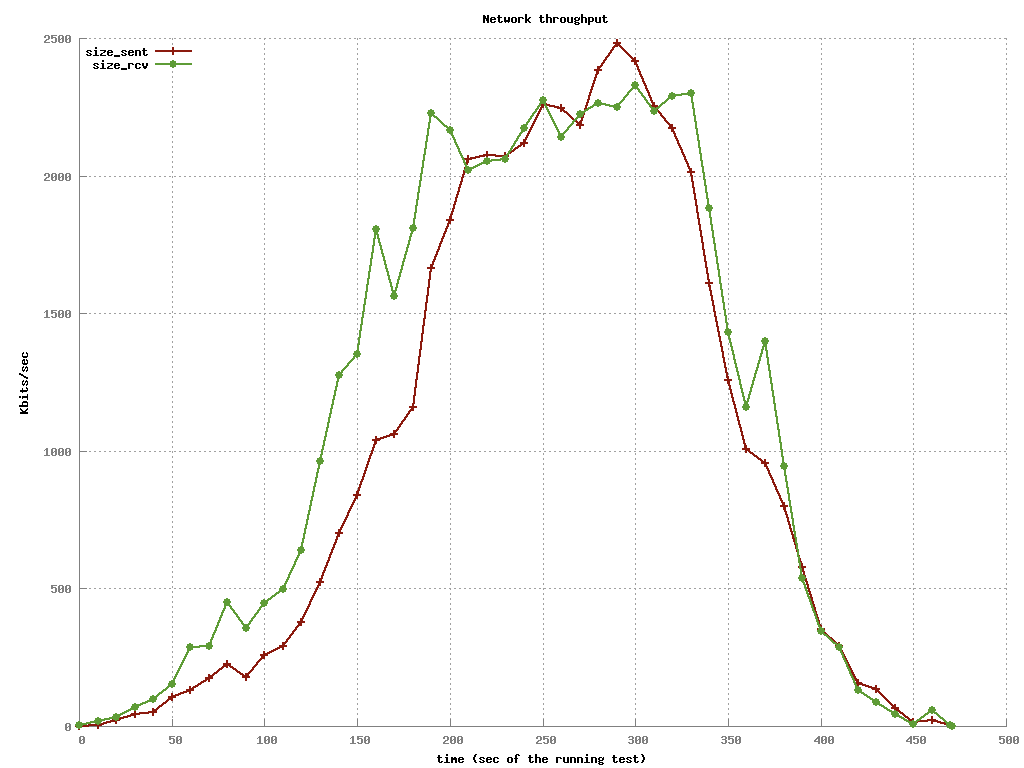 Network throughput
size_sent
size_rcv
2500
2000
1500
1000
500
0
Kbits/sec
0 50 100 150 200 250 300 350 400 450 500
time (sec of the running test)